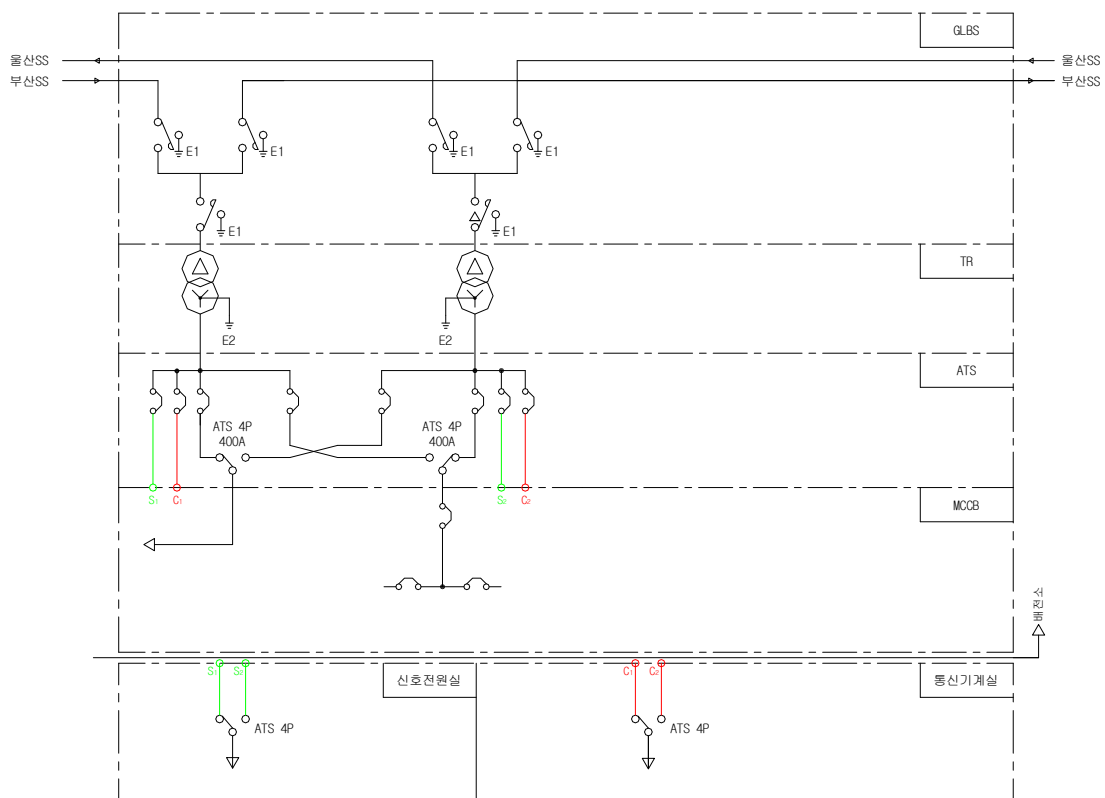 GLBS
울산SS
울산SS
부산SS
부산SS
E1
E1
E1
E1
E1
E1
TR
E2
E2
ATS
ATS 4P
400A
ATS 4P
400A
S1
C1
S2
C2
MCCB
배전소
S1
S2
신호전원실
C1
C2
통신기계실
ATS 4P
ATS 4P